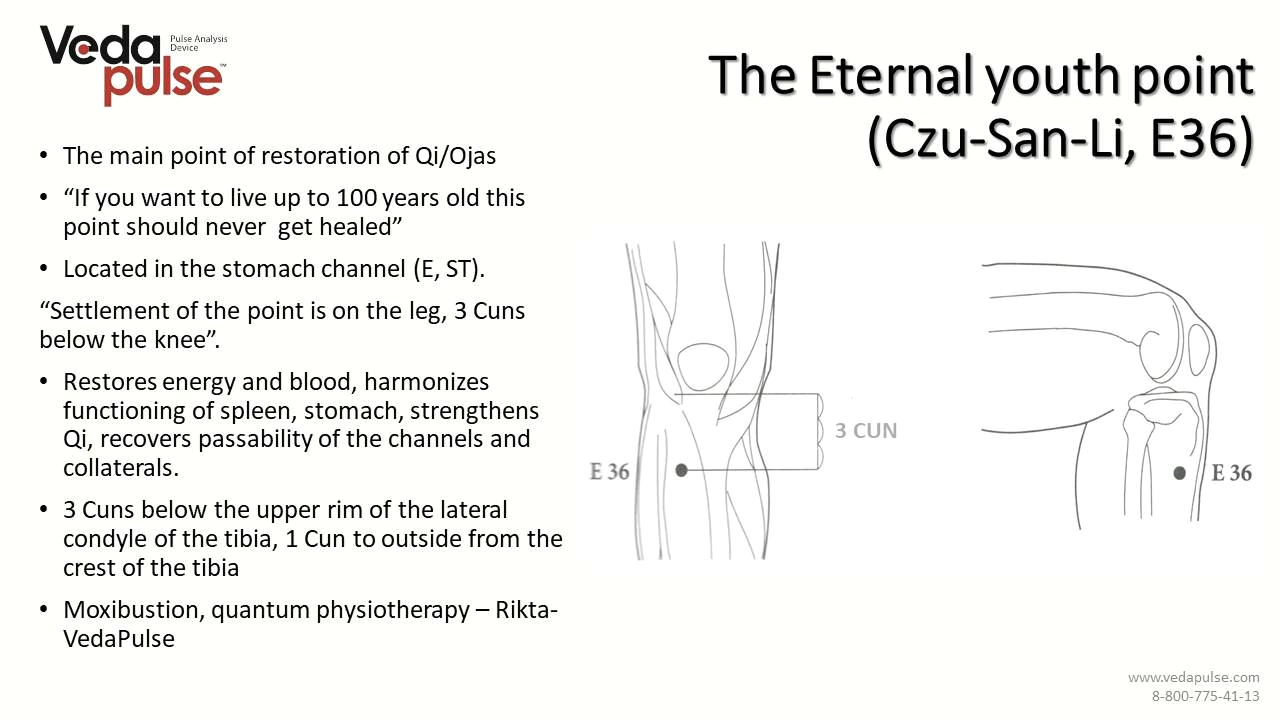 Veda
Pulse Analysis
Device
pulse™
The Eternal youth point
(Czu-San-Li, E36)
• The main point of restoration of Qi/Ojas
• “If you want to live up to 100 years old this
point should never  get healed”
• Located in the stomach channel (E, ST).
“Settlement of the point is on the leg, 3 Cuns
below the knee”.
• Restores energy and blood, harmonizes
functioning of spleen, stomach, strengthens
Qi, recovers passability of the channels and
collaterals.
• 3 Cuns below the upper rim of the lateral
condyle of the tibia, 1 Cun to outside from the
crest of the tibia
• Moxibustion, quantum physiotherapy – Rikta-
VedaPulse
3 CUN
E 36
E 36
www.vedapulse.com
8-800-775-41-13